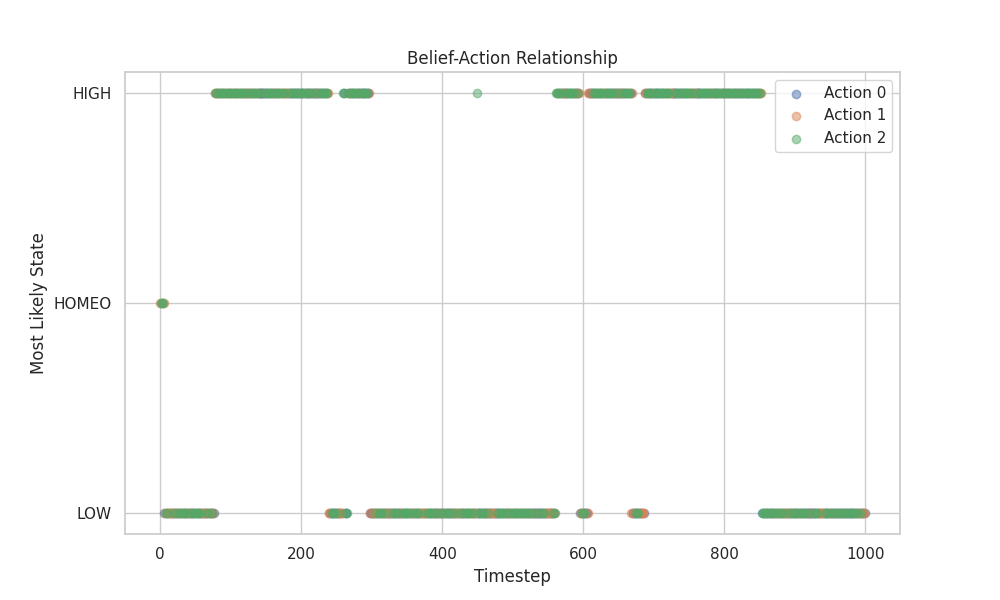 Belief-Action Relationship
HIGH
HOMEO
LOW
Most Likely State
0
200
400
600
800
1000
Timestep
Action 0
Action 1
Action 2